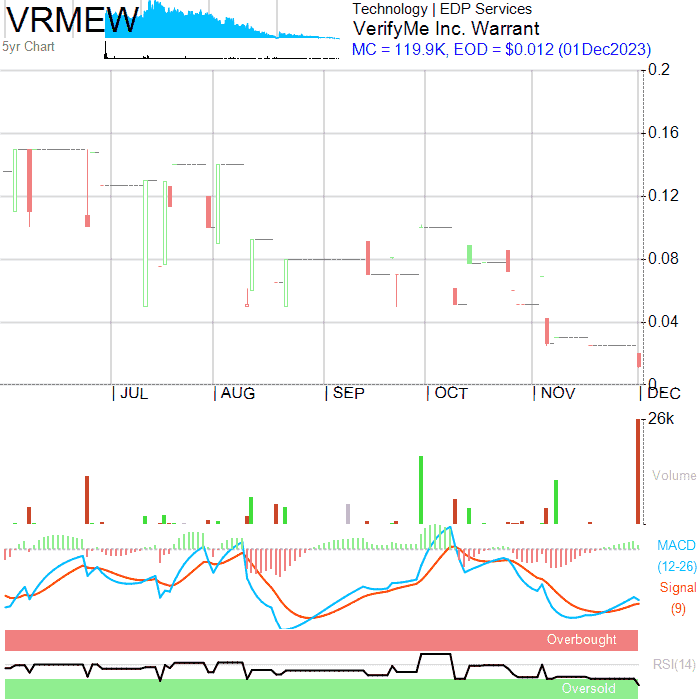 VRMEW
5yr Chart
Technology | EDP Services
VerifyMe Inc. Warrant
MC = 119.9K, EOD = $0.012 (01Dec2023)
0.2
0.16
0.12
0.08
0.04
0
JUL AUG SEP OCT NOV DEC
26k
Volume
MACD
(12-26)
Signal
(9)
Overbought
RSI(14)
Oversold